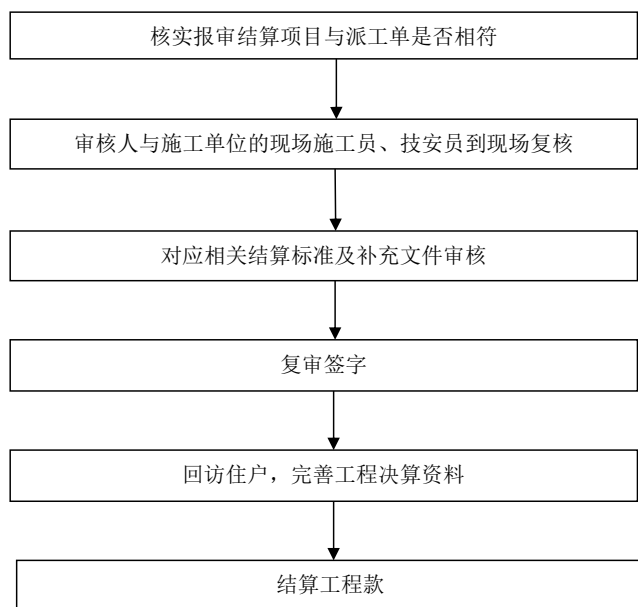 核实报审结算项目与派工单是否相符
审核人与施工单位的现场施工员、技安员到现场复核
对应相关结算标准及补充文件审核
复审签字
回访住户，完善工程决算资料
结算工程款